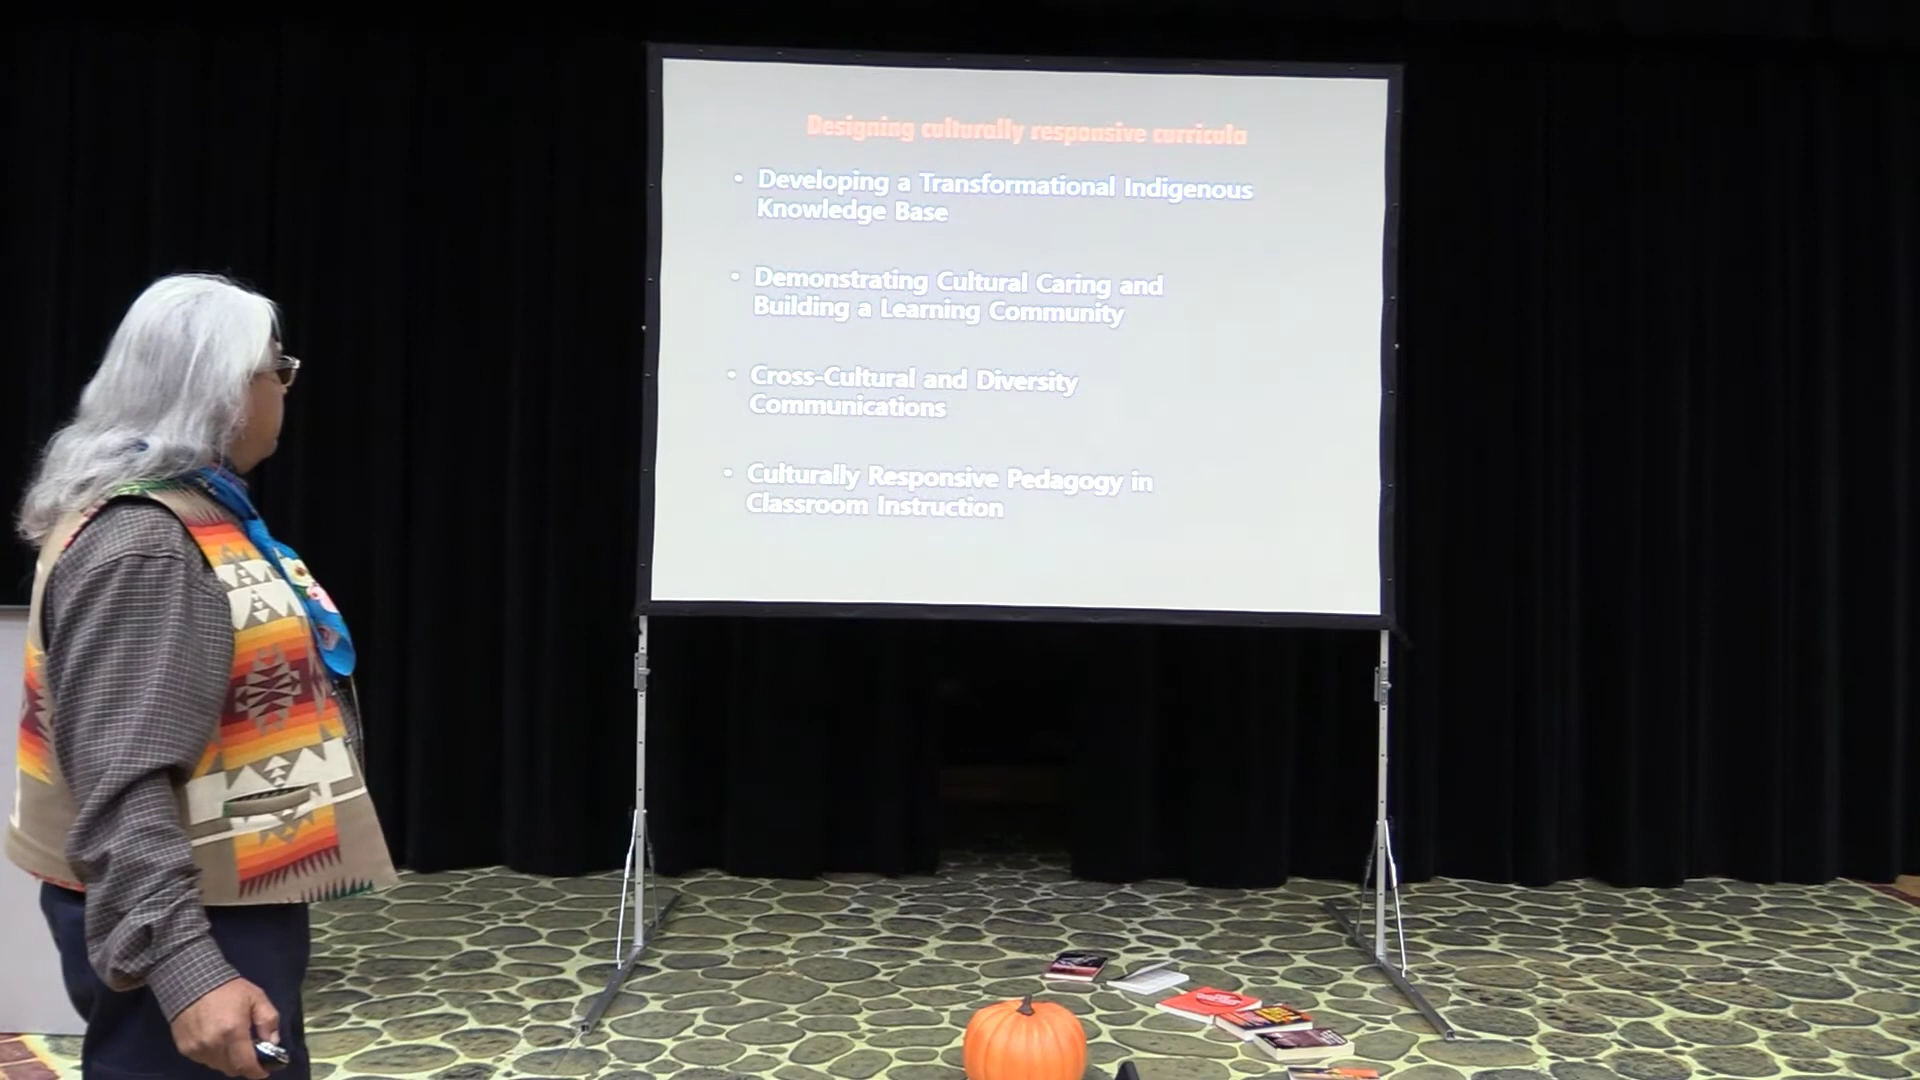 Designing culturally responsive curricula
• Developing a Transformational Indigenous
Knowledge Base
• Demonstrating Cultural Caring and
Building a Learning Community
• Cross-Cultural and Diversity
Communications
• Culturally Responsive Pedagogy in
Classroom Instruction